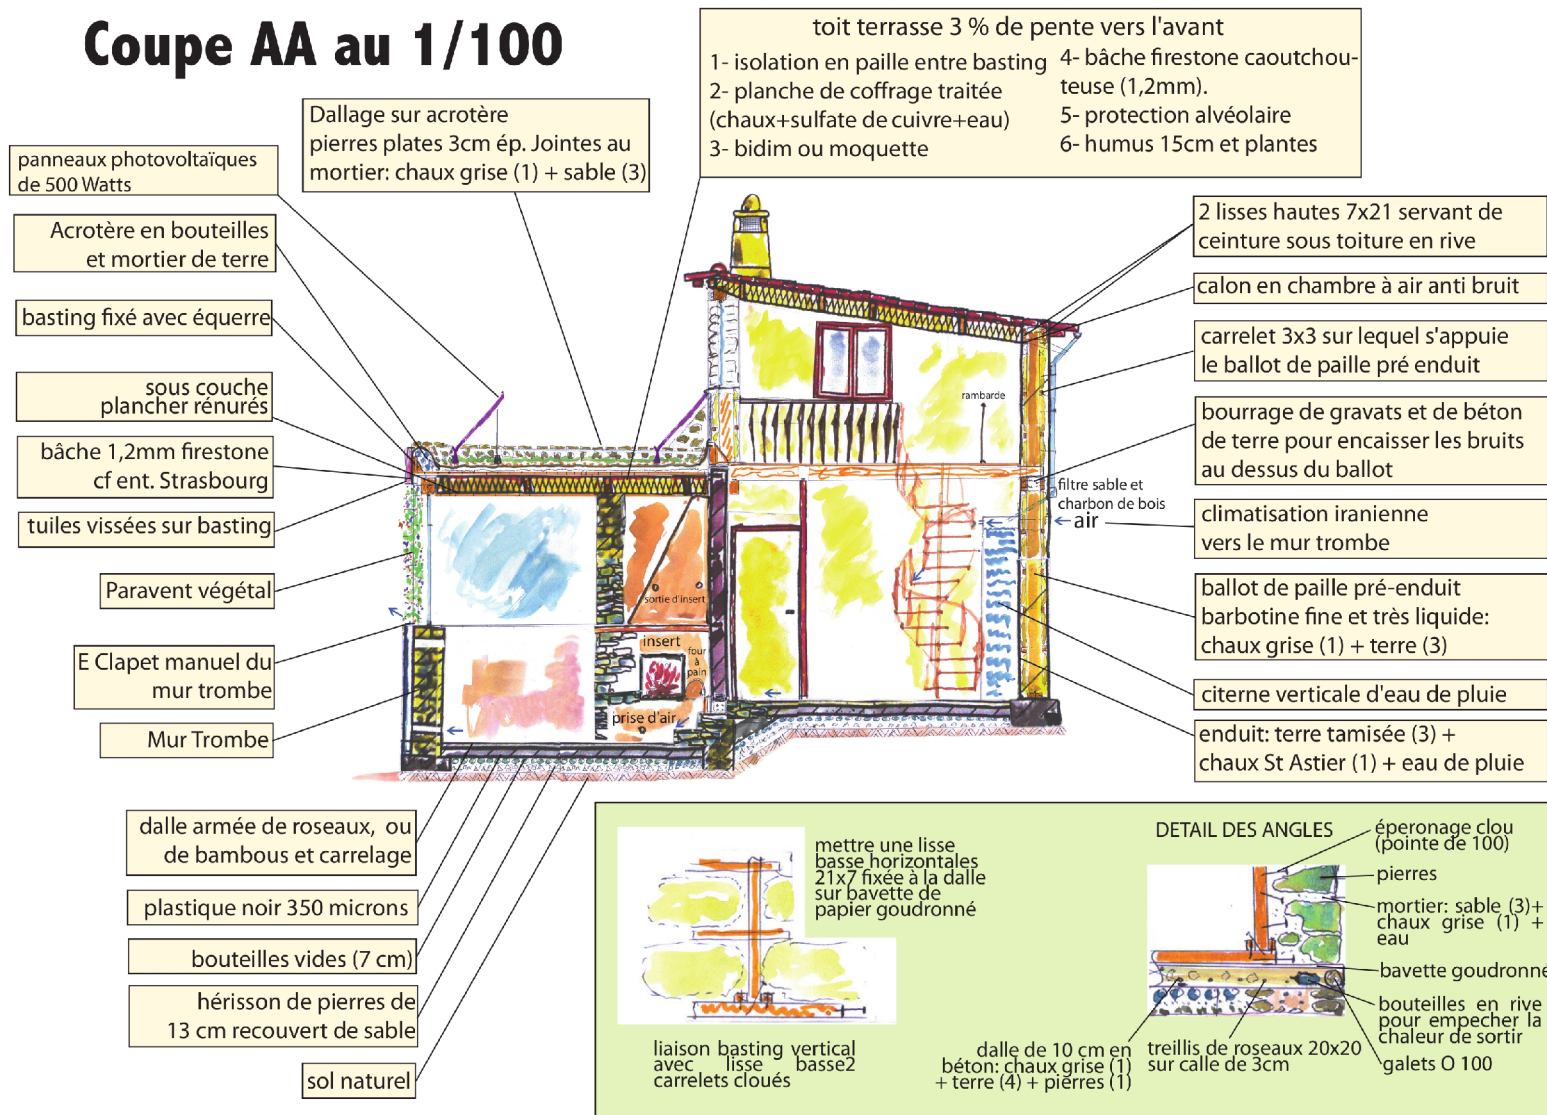 Coupe AA au 1/100
toit terrasse 3 % de pente vers l'avant
1- isolation en paille entre basting
2- planche de coffrage traitée
(chaux+sulfate de cuivre+eau)
3- bidim ou moquette
4- bâche firestone caoutchou-
teuse (1,2mm).
5- protection alvéolaire
6- humus 15cm et plantes
Dallage sur acrotère
pierres plates 3cm ép. Jointes au
mortier: chaux grise (1) + sable (3)
panneaux photovoltaïques
de 500 Watts
Acrotère en bouteilles
et mortier de terre
basting fixé avec équerre
sous couche
plancher rénurés
bâche 1,2mm firestone
cf ent. Strasbourg
tuiles vissées sur basting
Paravent végétal
E Clapet manuel du
mur trombe
Mur Trombe
dalle armée de roseaux, ou
de bambous et carrelage
plastique noir 350 microns
bouteilles vides (7 cm)
hérisson de pierres de
13 cm recouvert de sable
sol naturel
2 lisses hautes 7x21 servant de
ceinture sous toiture en rive
calon en chambre à air anti bruit
carrelet 3x3 sur lequel s'appuie
le ballot de paille pré enduit
bourrage de gravats et de béton
de terre pour encaisser les bruits
au dessus du ballot
climatisation iranienne
vers le mur trombe
ballot de paille pré-enduit
barbotine fine et très liquide:
chaux grise (1) + terre (3)
citerne verticale d'eau de pluie
enduit: terre tamisée (3) +
chaux St Astier (1) + eau de pluie
rambarde
filtre sable et
charbon de bois
air
sortie d'insert
insert
four
à
pain
prise d'air
mettre une lisse
basse horizontales
21x7 fixée à la dalle
sur bavette de
papier goudronné
liaison basting vertical
avec lisse basse2
carrelets cloués
DETAIL DES ANGLES
éperonage clou
(pointe de 100)
pierres
mortier: sable (3)+
chaux grise (1) +
eau
bavette goudronné
bouteilles en rive
pour empecher la
chaleur de sortir
galets O 100
dalle de 10 cm en
béton: chaux grise (1)
+ terre (4) + pierres (1)
treillis de roseaux 20x20
sur calle de 3cm